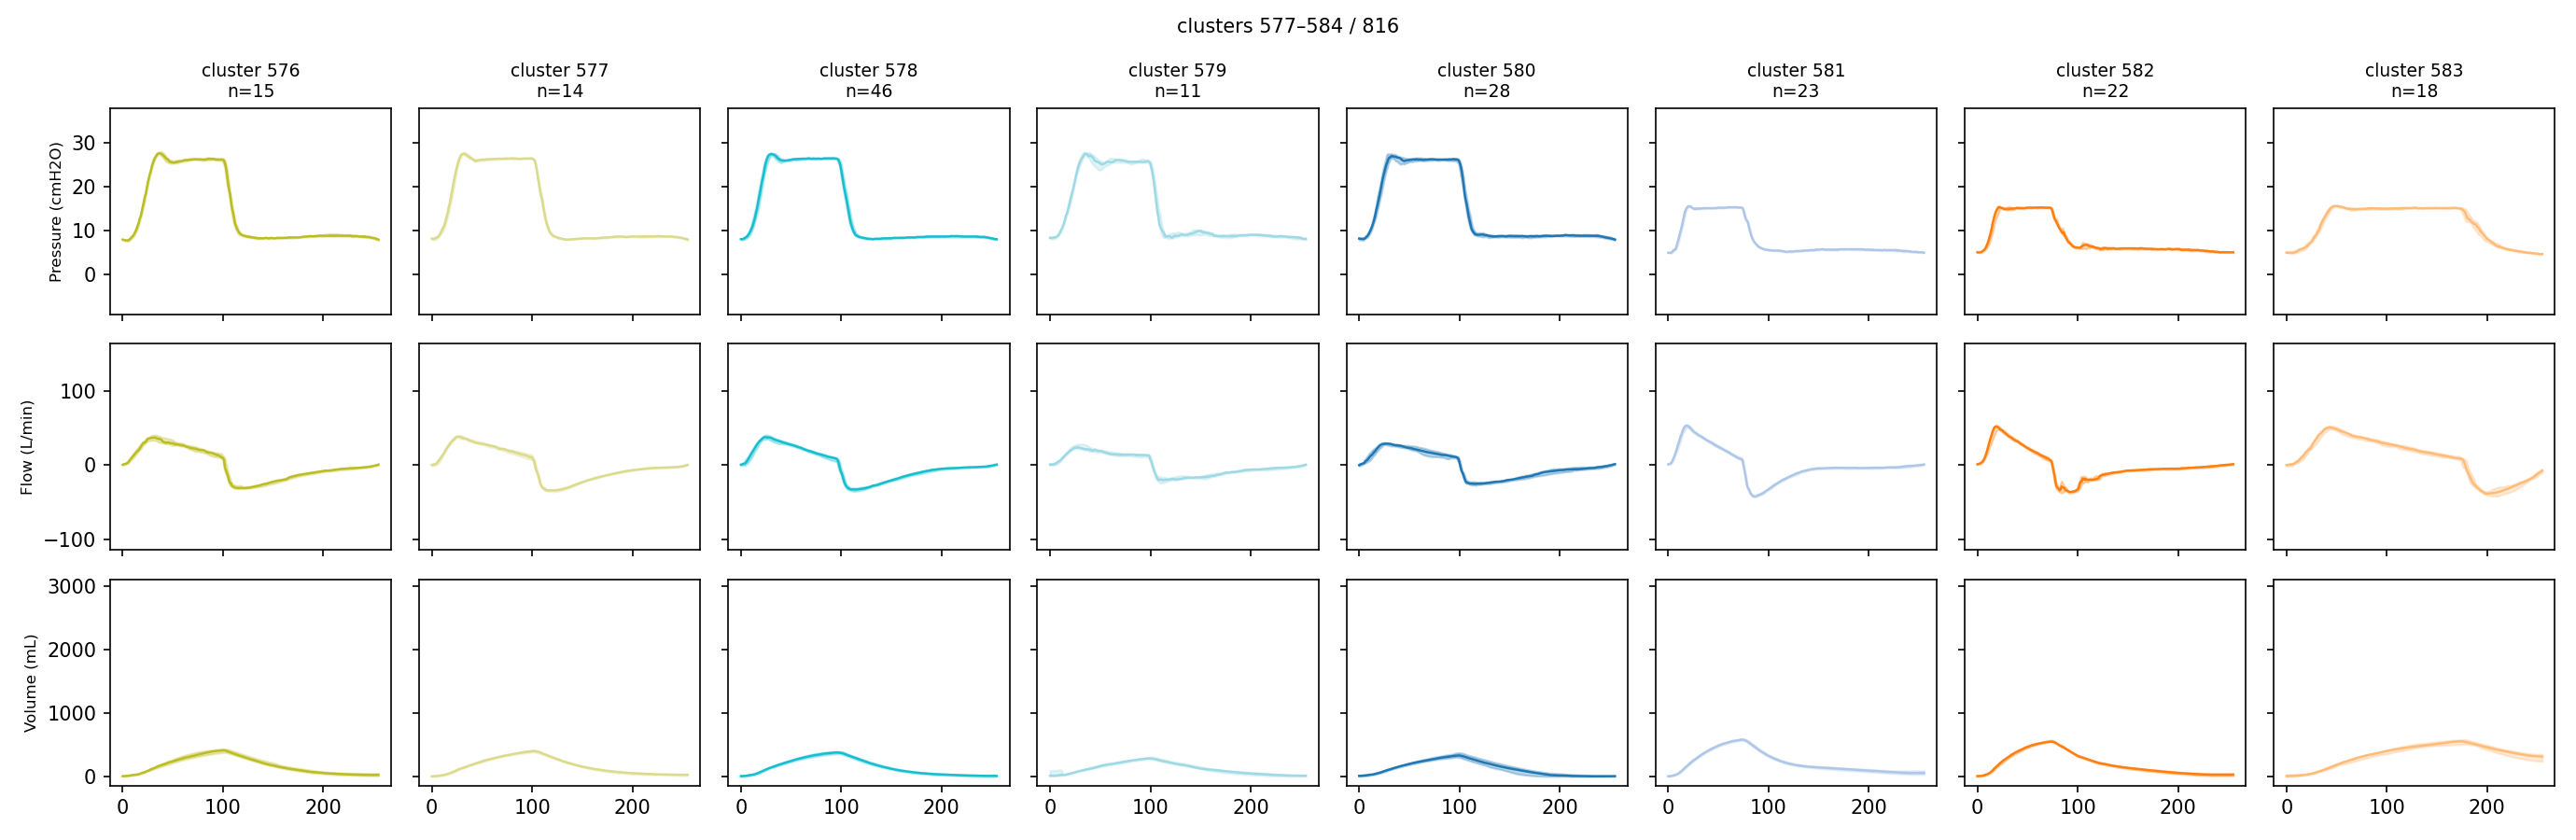 clusters 577–584 / 816
cluster 576
n=15
cluster 577
n=14
cluster 578
n=46
cluster 579
n=11
cluster 580
n=28
cluster 581
n=23
cluster 582
n=22
cluster 583
n=18
Pressure (cmH2O)
30
20
10
0
Flow (L/min)
100
0
−100
Volume (mL)
3000
2000
1000
0
0 100 200
0 100 200
0 100 200
0 100 200
0 100 200
0 100 200
0 100 200
0 100 200